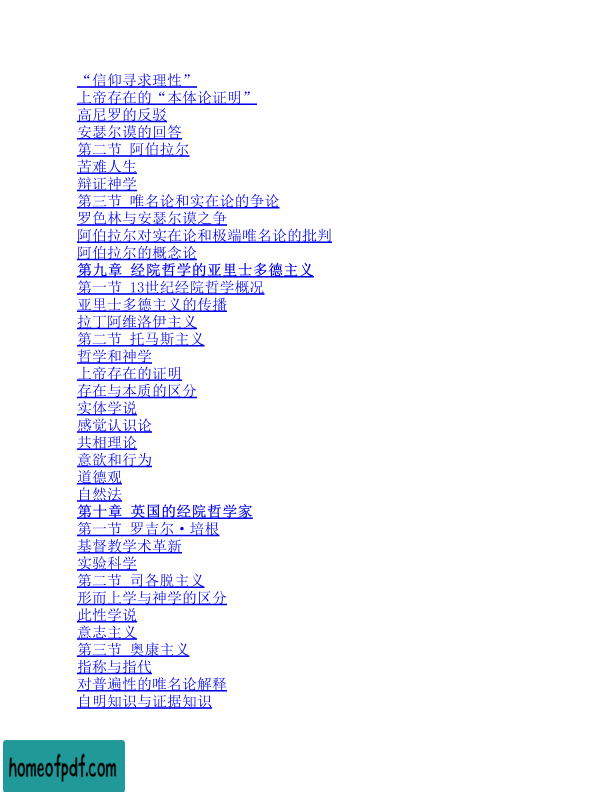 “信仰寻求理性”
上帝存在的“本体论证明”
高尼罗的反驳
安瑟尔谟的回答
第二节 阿伯拉尔
苦难人生
辩证神学
第三节 唯名论和实在论的争论
罗色林与安瑟尔谟之争
阿伯拉尔对实在论和极端唯名论的批判
阿伯拉尔的概念论
第九章 经院哲学的亚里士多德主义
第一节 13世纪经院哲学概况
亚里士多德主义的传播
拉丁阿维洛伊主义
第二节 托马斯主义
哲学和神学
上帝存在的证明
存在与本质的区分
实体学说
感觉认识论
共相理论
意欲和行为
道德观
自然法
第十章 英国的经院哲学家
第一节 罗吉尔·培根
基督教学术革新
实验科学
第二节 司各脱主义
形而上学与神学的区分
此性学说
意志主义
第三节 奥康主义
指称与指代
对普遍性的唯名论解释
自明知识与证据知识
homeofpdf.com